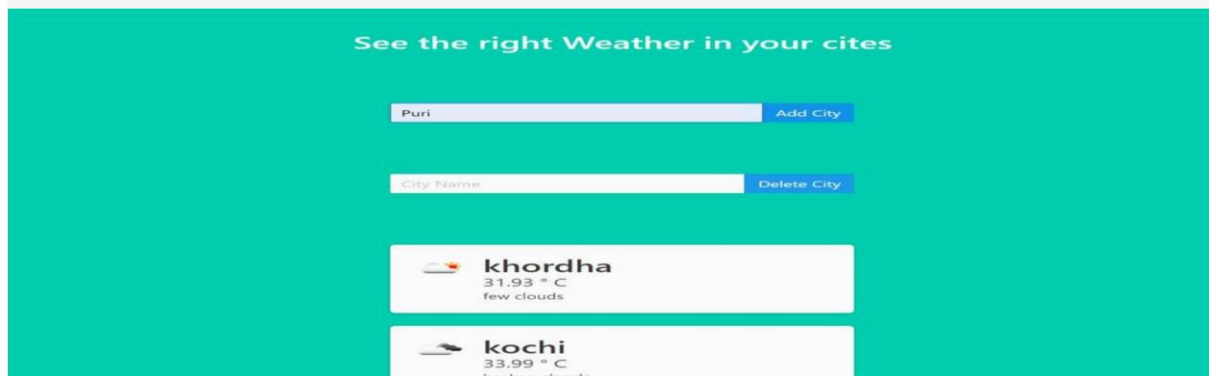 See the right Weather in your cites
Puri
Add City
City Name
Delete City
khordha
31.93 ° C
few clouds
kochi
33.99 ° C